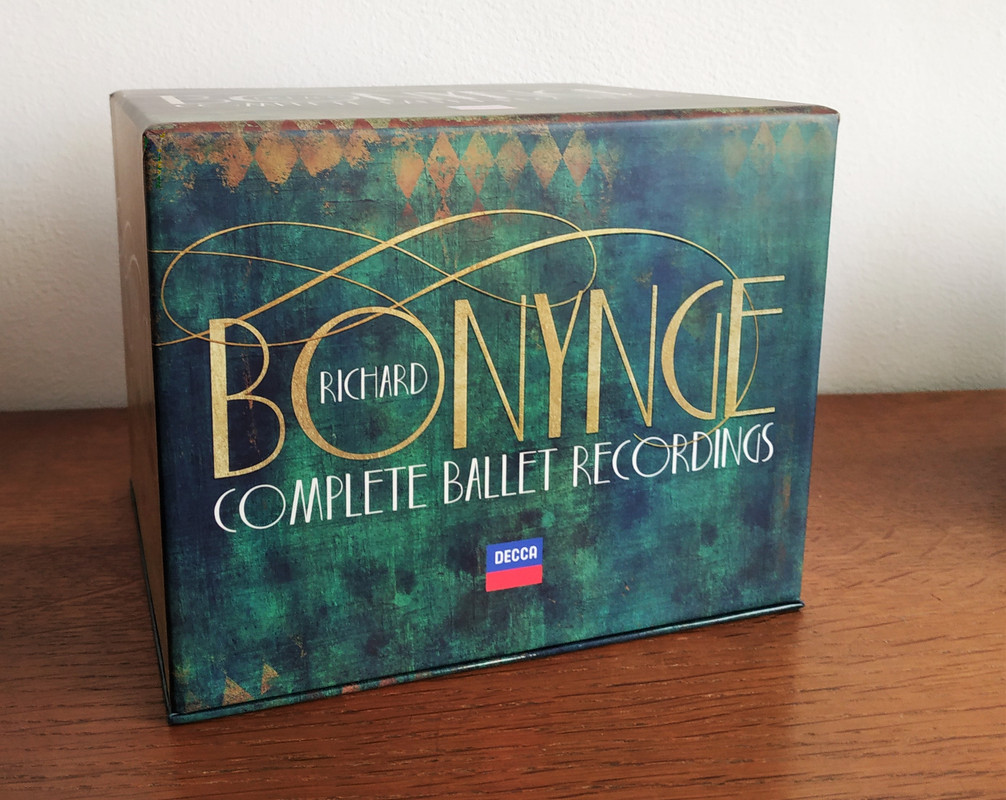 RICHARD
BONYNGE
COMPLETE BALLET RECORDINGS
DECCA